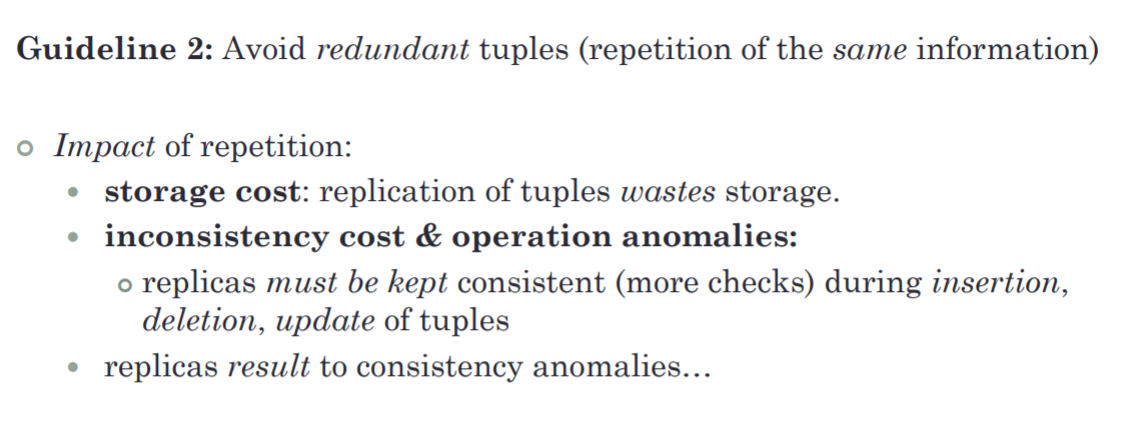 Guideline 2: Avoid redundant tuples (repetition of the same information)
Impact of repetition:
storage cost: replication of tuples wastes storage.
inconsistency cost & operation anomalies:
replicas must be kept consistent (more checks) during insertion,
deletion, update of tuples
replicas result to consistency anomalies…